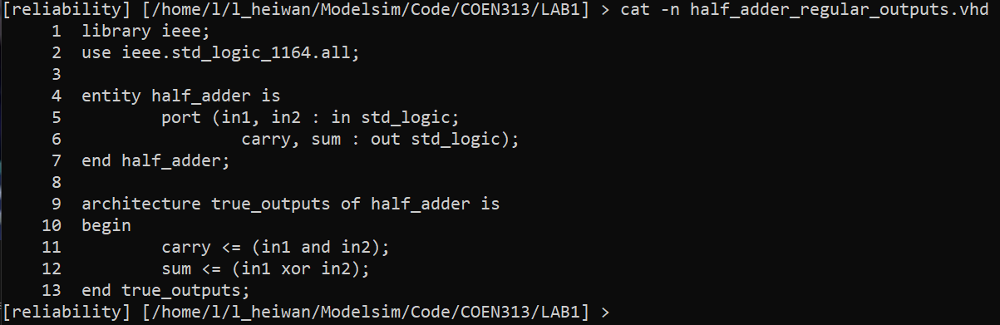 [reliability] [/home/l/l_heiwan/Modelsim/Code/COEN313/LAB1] > cat -n half_adder_regular_outputs.vhd
     1  library ieee;
     2  use ieee.std_logic_1164.all;
     3
     4  entity half_adder is
     5          port (in1, in2 : in std_logic;
     6                  carry, sum : out std_logic);
     7  end half_adder;
     8
     9  architecture true_outputs of half_adder is
    10  begin
    11          carry <= (in1 and in2);
    12          sum <= (in1 xor in2);
    13  end true_outputs;
[reliability] [/home/l/l_heiwan/Modelsim/Code/COEN313/LAB1] >